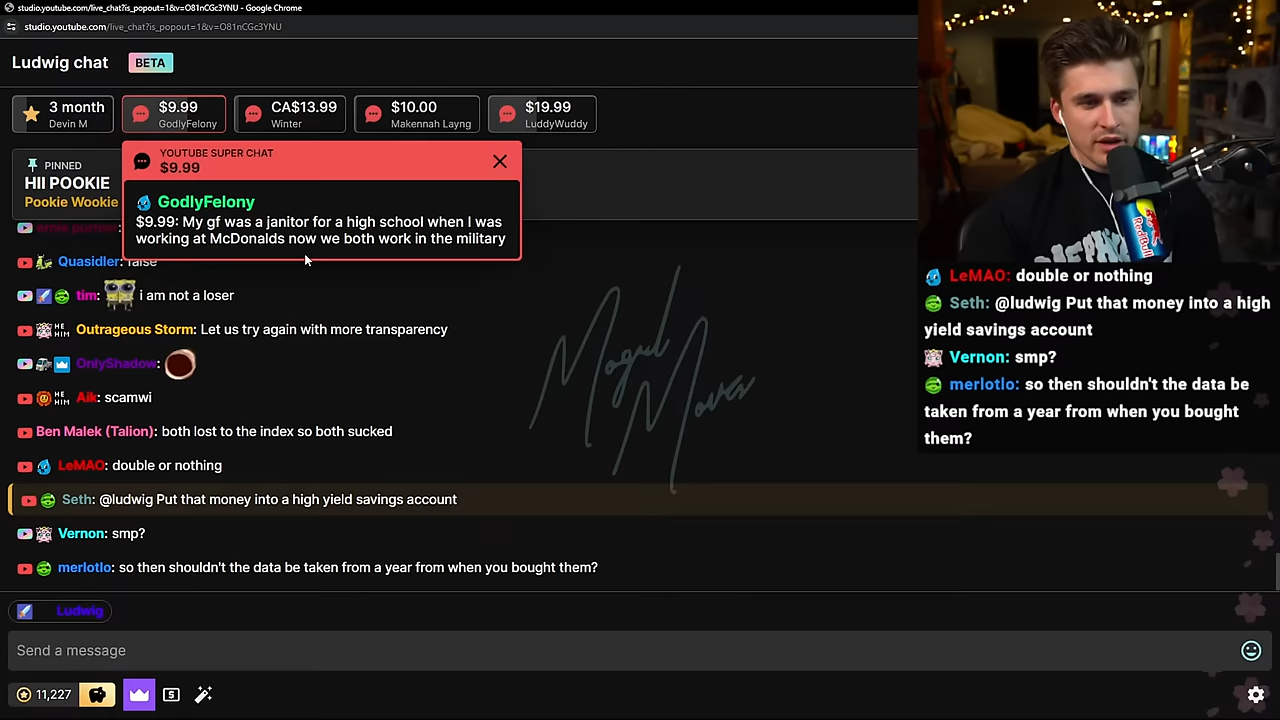 studio.youtube.com/live_chat?is_popout=1&v=O81nCGc3YNU - Google Chrome
studio.youtube.com/live_chat?is_popout=1&v=O81nCGc3YNU
Ludwig chat BETA
3 month
Devin M
$9.99
GodlyFelony
CA$13.99
Winter
$10.00
Makennah Layng
$19.99
LuddyWuddy
PINNED
HII POOKIE
Pookie Wookie
YOUTUBE SUPER CHAT
$9.99
GodlyFelony
$9.99: My gf was a janitor for a high school when I was
working at McDonalds now we both work in the military
Quasidler: false
tim: i am not a loser
HE HIM Outrageous Storm: Let us try again with more transparency
OnlyShadow:
HE HIM Aik: scamwi
Ben Malek (Talion): both lost to the index so both sucked
LeMAO: double or nothing
Seth: @ludwig Put that money into a high yield savings account
Vernon: smp?
merlotlo: so then shouldn't the data be taken from a year from when you bought them?
Ludwig
Send a message
11,227
Mogul
Moves
Red Bull
LeMAO: double or nothing
Seth: @ludwig Put that money into a high
yield savings account
Vernon: smp?
merlotlo: so then shouldn't the data be
taken from a year from when you bought
them?